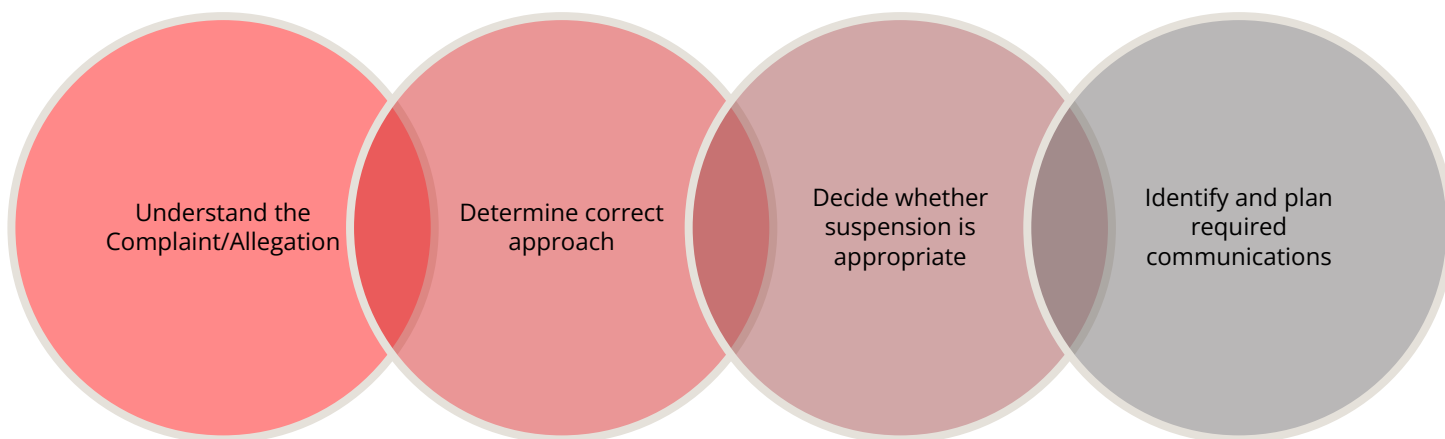 Understand the
Complaint/Allegation
Determine correct
approach
Decide whether
suspension is
appropriate
Identify and plan
required
communications